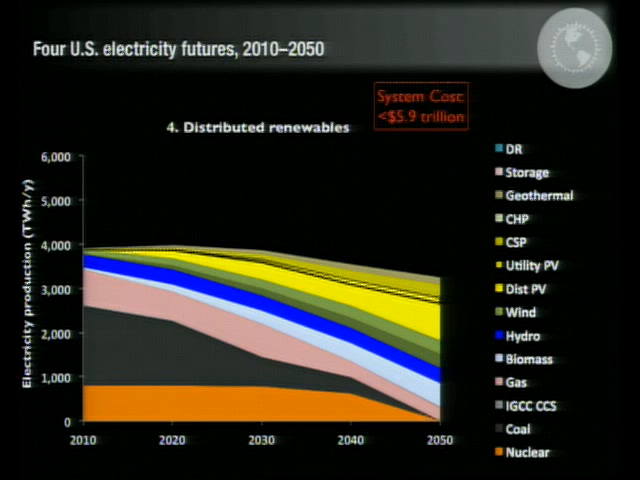 Four U.S. electricity futures, 2010–2050
System Cost
<$5.9 trillion
4. Distributed renewables
Electricity production (TWh/y)
6,000
5,000
4,000
3,000
2,000
1,000
0
2010
2020
2030
2040
2050
DR
Storage
Geothermal
CHP
CSP
Utility PV
Dist PV
Wind
Hydro
Biomass
Gas
IGCC CCS
Coal
Nuclear